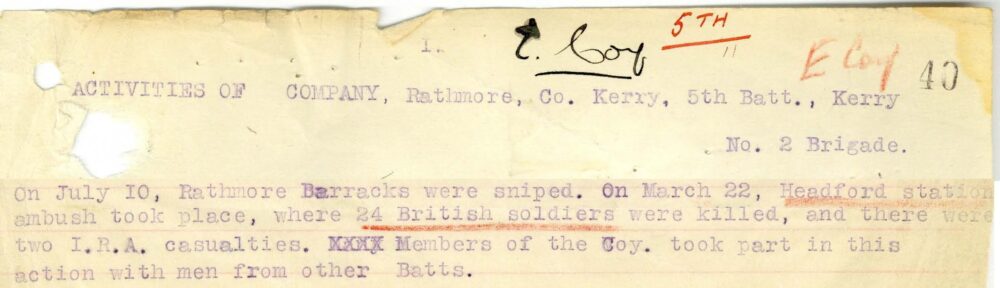 1.
E. Coy 5TH
"
E Coy 40
ACTIVITIES OF COMPANY, Rathmore, Co. Kerry, 5th Batt., Kerry
No. 2 Brigade.
On July IO, Rathmore Barracks were sniped. On March 22, Headford station
ambush took place, where 24 British soldiers were killed, and there were
two I.R.A. casualties. XXXX Members of the Coy. took part in this
action with men from other Batts.